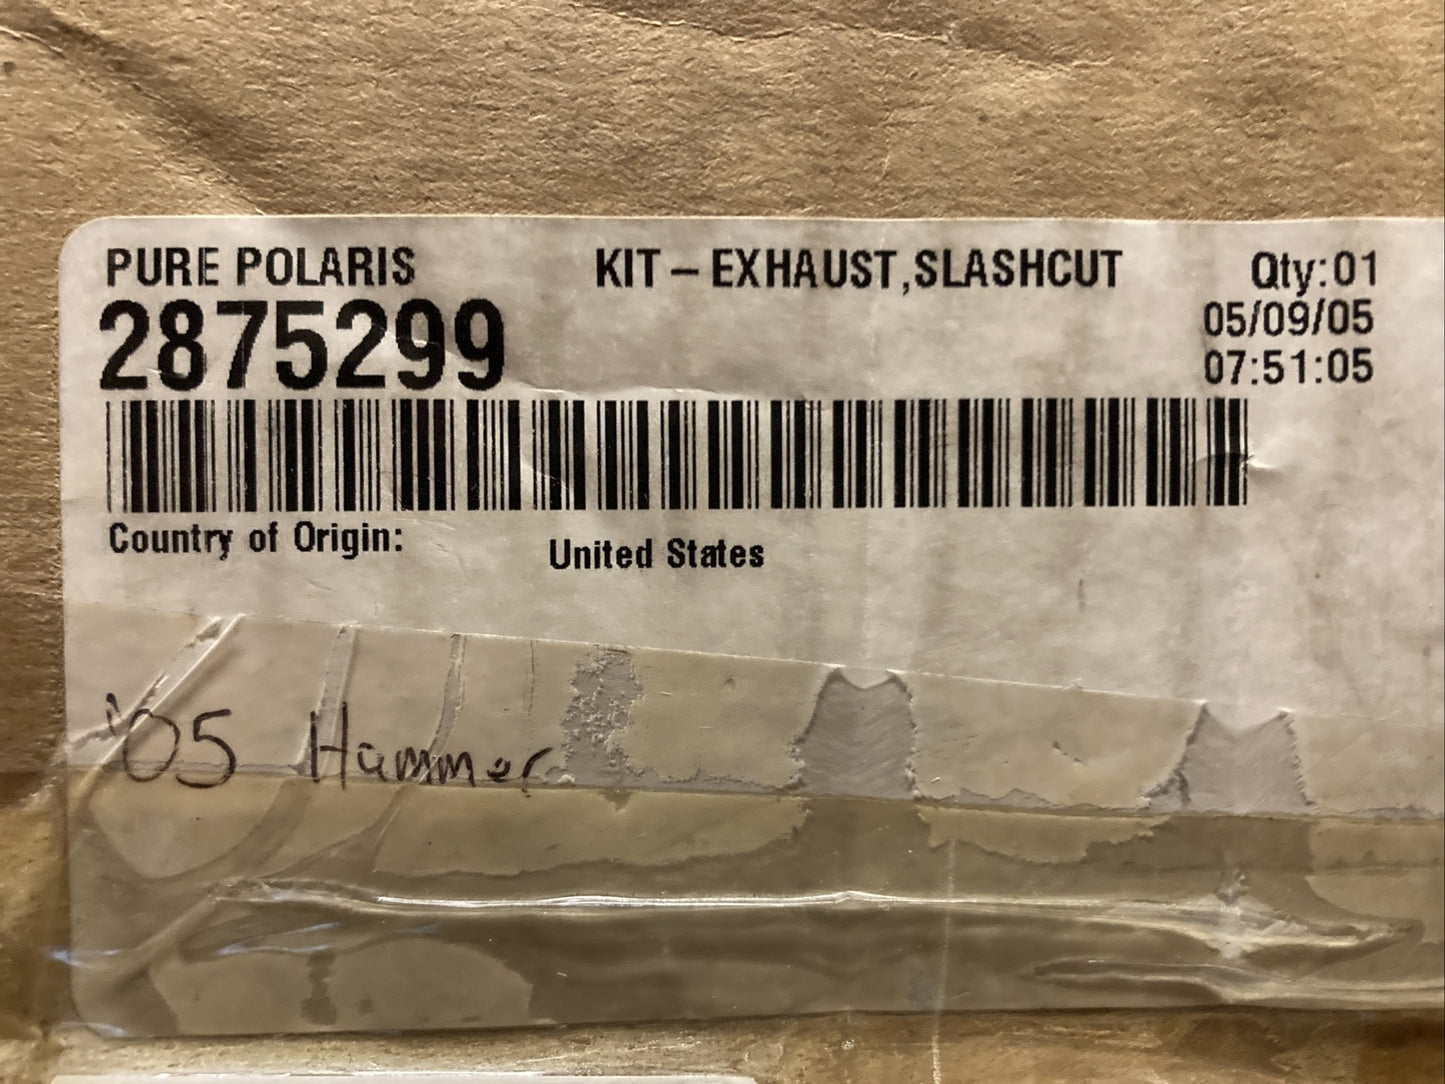 PURE POLARIS KIT – EXHAUST,SLASHCUT Qty:01
2875299 05/09/05
07:51:05
Country of Origin: United States
'05 Hammer